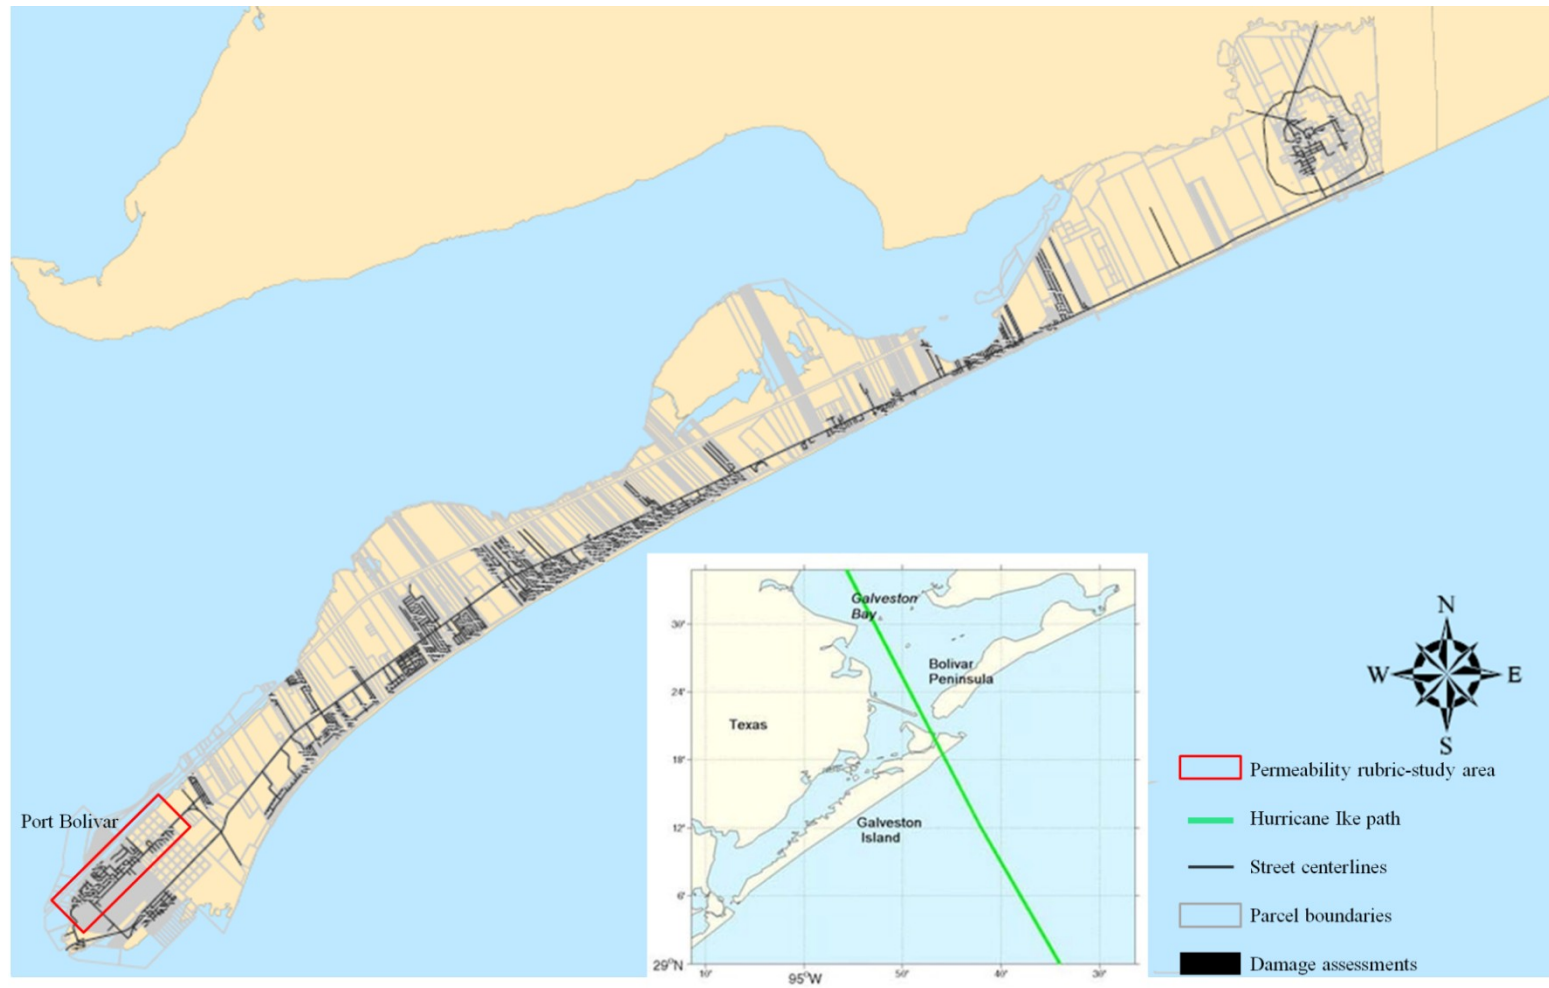 Port Bolivar
Galveston
Bay
Bolivar
Peninsula
Texas
Galveston
Island
30'
24'
18'
12'
6'
29°N
10'
95°W
50'
40'
30'
N
W
E
S
Permeability rubric-study area
Hurricane Ike path
Street centerlines
Parcel boundaries
Damage assessments